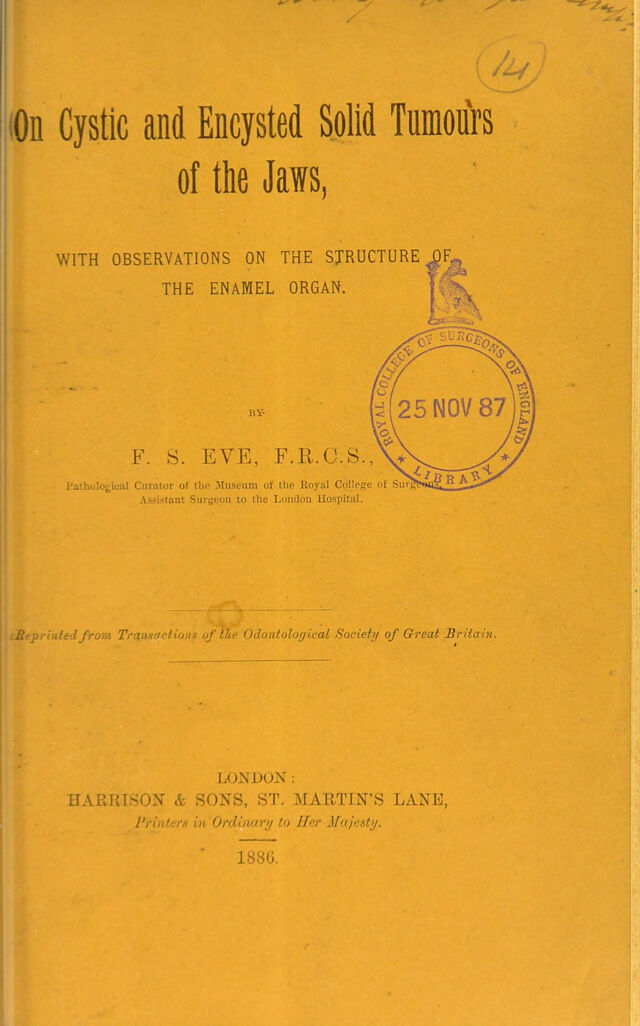 14
On Cystic and Encysted Solid Tumours
of the Jaws,
WITH OBSERVATIONS ON THE STRUCTURE OF
THE ENAMEL ORGAN.
ROYAL COLLEGE OF SURGEONS OF ENGLAND
25 NOV 87
★ LIBRARY ★
BY
F. S. EVE, F.R.C.S.,
Pathological Curator of the Museum of the Royal College of Surgeons,
Assistant Surgeon to the London Hospital.
Reprinted from Transactions of the Odontological Society of Great Britain.
LONDON:
HARRISON & SONS, ST. MARTIN'S LANE,
Printers in Ordinary to Her Majesty.
1886.